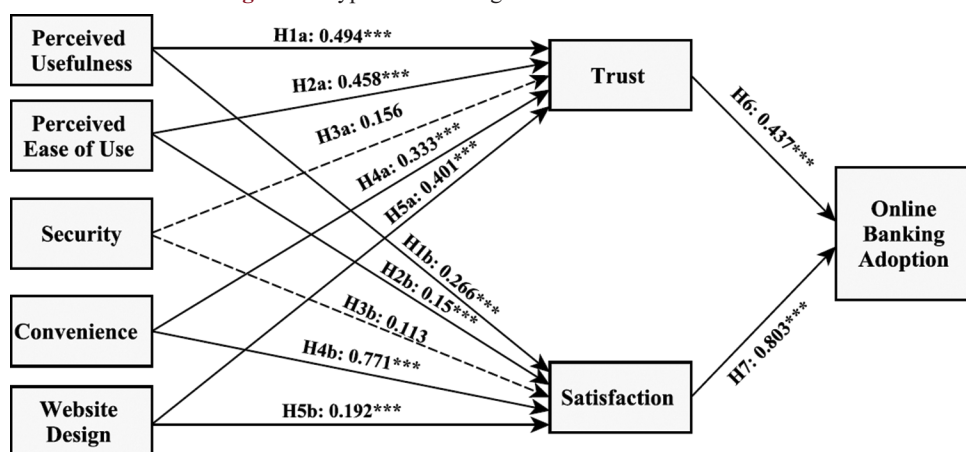 Perceived
Usefulness
Perceived
Ease of Use
Security
Convenience
Website
Design
H1a: 0.494***
H2a: 0.458***
H3a: 0.156
H4a: 0.333***
H5a: 0.401***
H1b: 0.266***
H2b: 0.15***
H3b: 0.113
H4b: 0.771***
H5b: 0.192***
Trust
Satisfaction
H6: 0.437***
H7: 0.803***
Online
Banking
Adoption